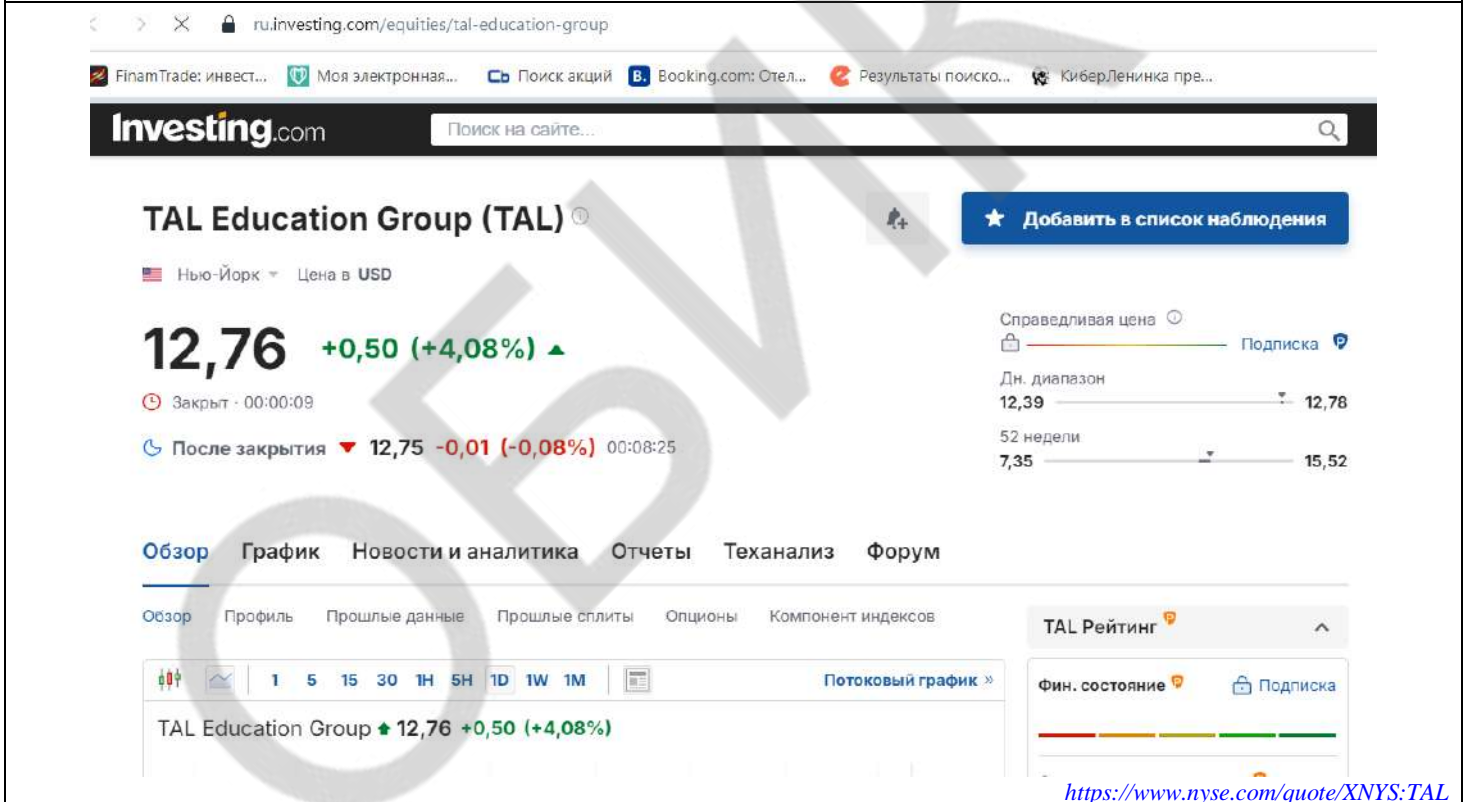 ru.investing.com/equities/tal-education-group
FinamTrade: инвест... Моя электронная... Сь Поиск акций B. Booking.com: Отел... Результаты поиско... КиберЛенинка пре...
Investing.com Поиск на сайте...
TAL Education Group (TAL)
Добавить в список наблюдения
Нью-Йорк Цена в USD
12,76 +0,50 (+4,08%)
Справедливая цена
Подписка
Закрыт · 00:00:09
Дн. диапазон
12,39 12,78
После закрытия 12,75 -0,01 (-0,08%) 00:08:25
52 недели
7,35 15,52
Обзор График Новости и аналитика Отчеты Теханализ Форум
Обзор Профиль Прошлые данные Прошлые сплиты Опционы Компонент индексов
TAL Рейтинг
1 5 15 30 1H 5H 1D 1W 1M Потоковый график »
Фин. состояние Подписка
TAL Education Group 12,76 +0,50 (+4,08%)
https://www.nyse.com/quote/XNYS:TAL
ОБИК